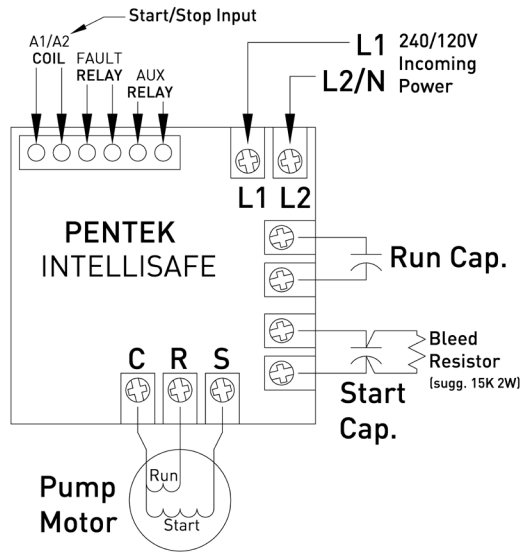 Start/Stop Input
A1/A2
COIL
FAULT
RELAY
AUX
RELAY
L1
L2/N
240/120V
Incoming
Power
L1 L2
PENTEK
INTELLISAFE
Run Cap.
Bleed
Resistor
(sugg. 15K 2W)
Start
Cap.
C R S
Run
Start
Pump
Motor